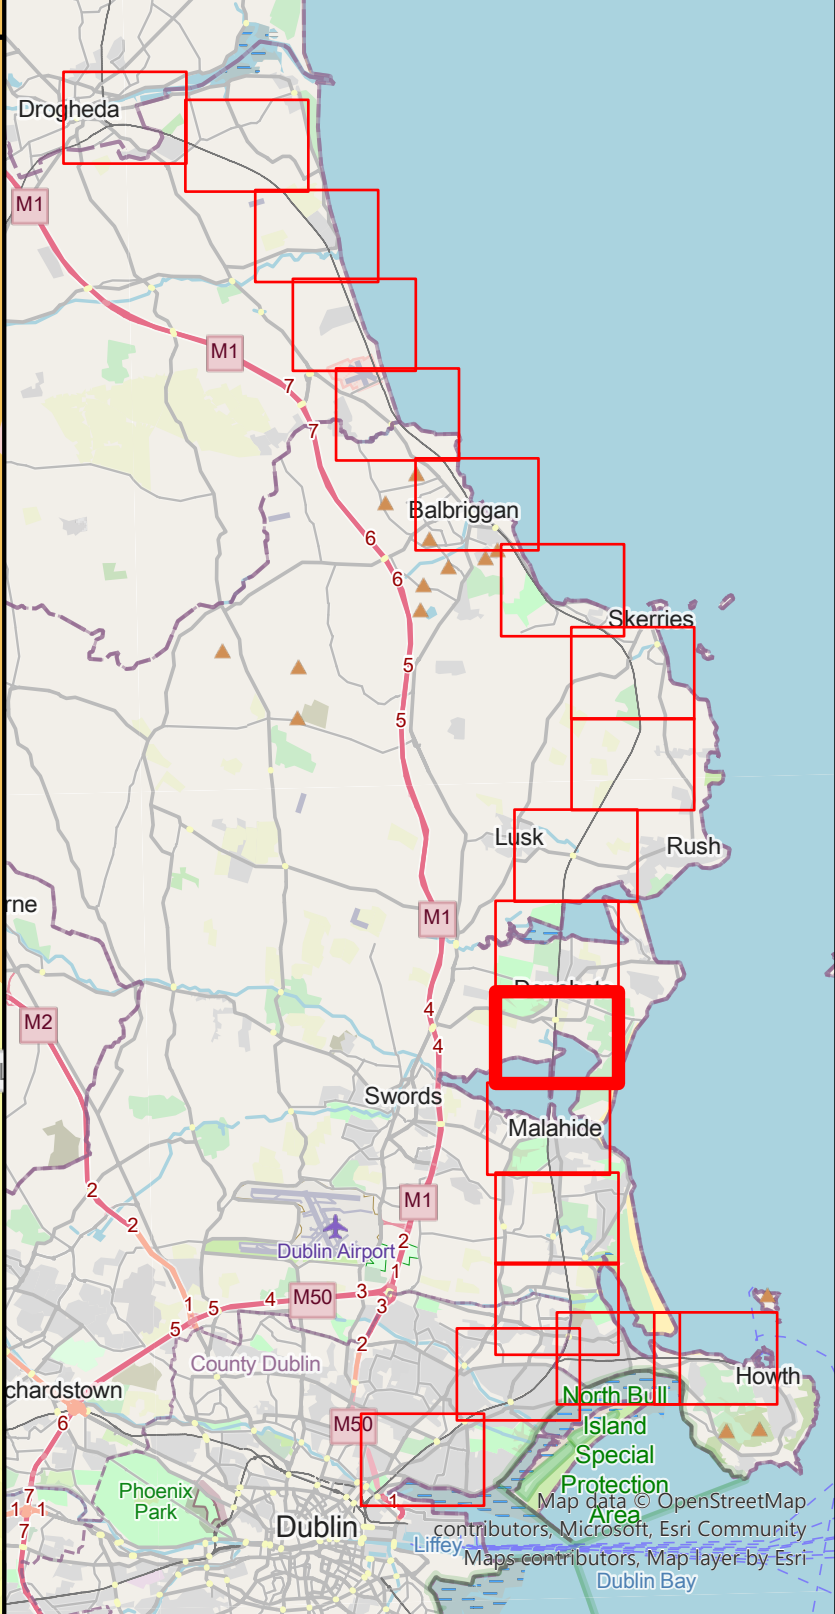 Drogheda
M1
M1
7
7
Balbriggan
6
6
Skerries
5
5
Lusk
Rush
rne
M1
M2
4
4
Swords
Malahide
2
2
M1
2
Dublin Airport
1
1
5
4
M50
3
3
5
2
County Dublin
chardstown
Howth
6
M50
North Bull
Island
Special
Protection
Area
Phoenix
Park
7
1
1
7
1
Dublin
Liffey
Map data © OpenStreetMap
contributors, Microsoft, Esri Community
Maps contributors, Map layer by Esri
Dublin Bay